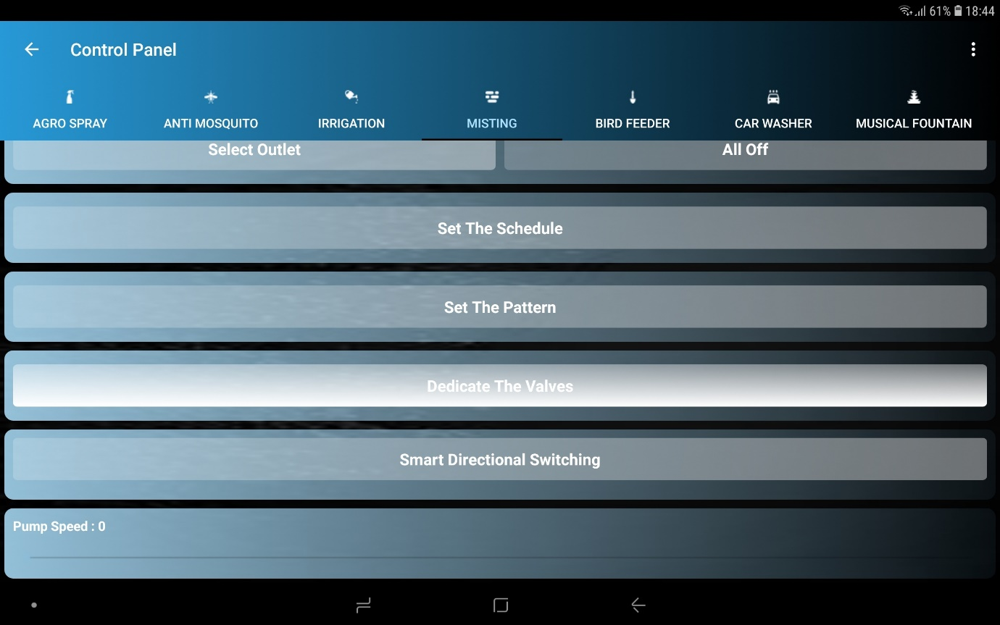 61% 18:44
Control Panel
AGRO SPRAY ANTI MOSQUITO IRRIGATION MISTING BIRD FEEDER CAR WASHER MUSICAL FOUNTAIN
Select Outlet All Off
Set The Schedule
Set The Pattern
Dedicate The Valves
Smart Directional Switching
Pump Speed : 0